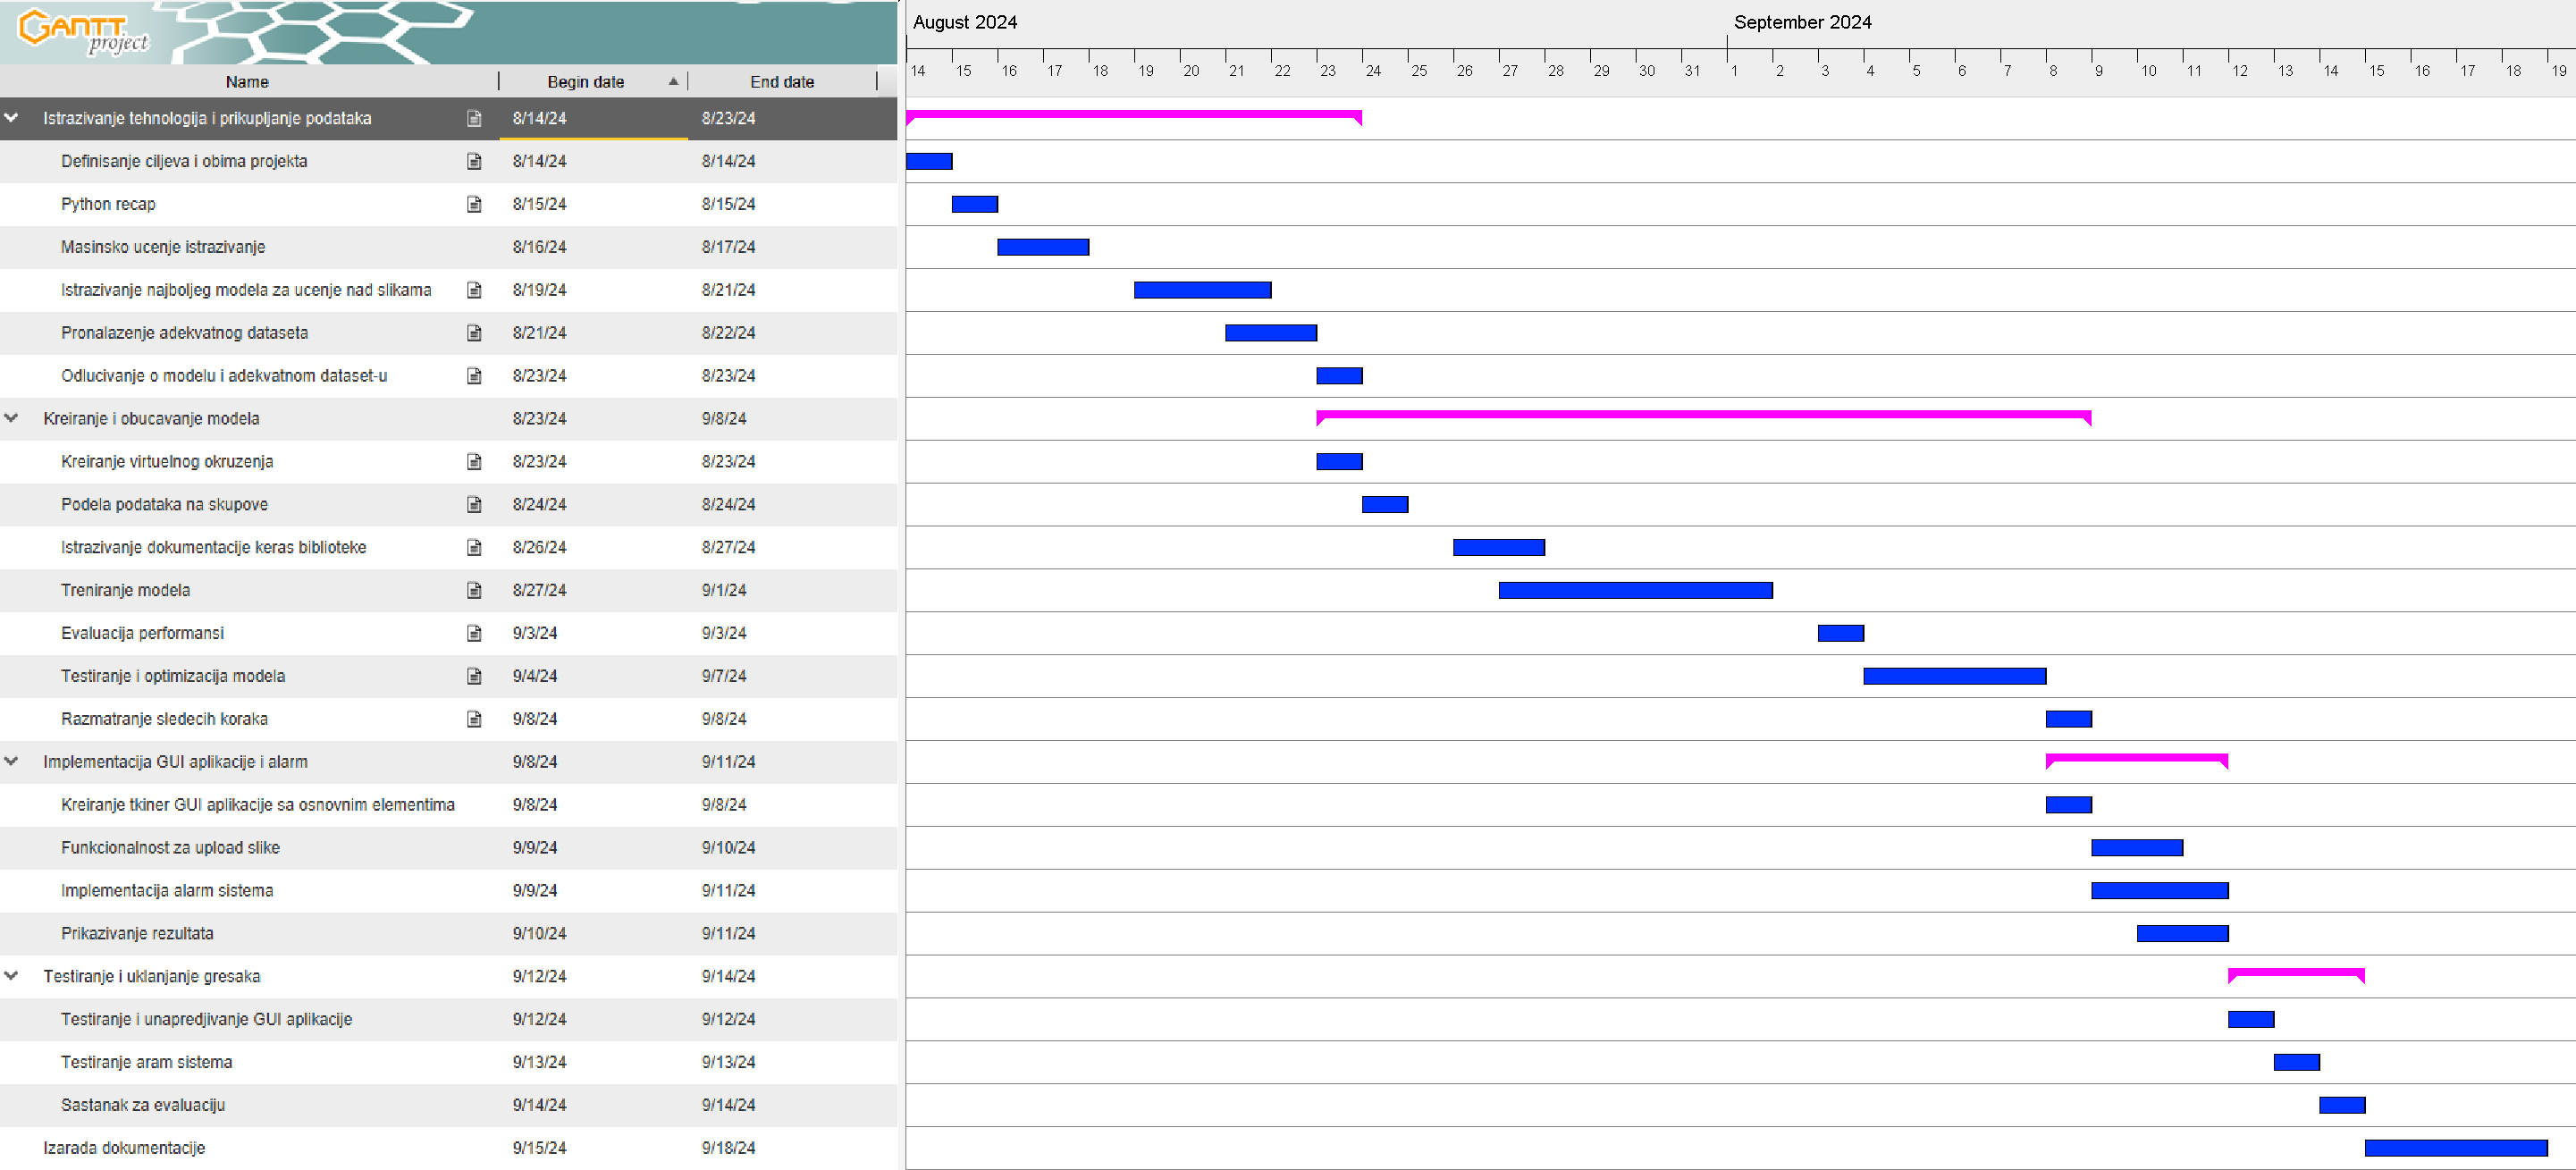 GANTT project
August 2024 September 2024
14 15 16 17 18 19 20 21 22 23 24 25 26 27 28 29 30 31 1 2 3 4 5 6 7 8 9 10 11 12 13 14 15 16 17 18 19
Name Begin date End date
Istrazivanje tehnologija i prikupljanje podataka 8/14/24 8/23/24
Definisanje ciljeva i obima projekta 8/14/24 8/14/24
Python recap 8/15/24 8/15/24
Masinsko ucenje istrazivanje 8/16/24 8/17/24
Istrazivanje najboljeg modela za ucenje nad slikama 8/19/24 8/21/24
Pronalazenje adekvatnog dataseta 8/21/24 8/22/24
Odlucivanje o modelu i adekvatnom dataset-u 8/23/24 8/23/24
Kreiranje i obucavanje modela 8/23/24 9/8/24
Kreiranje virtuelnog okruzenja 8/23/24 8/23/24
Podela podataka na skupove 8/24/24 8/24/24
Istrazivanje dokumentacije keras biblioteke 8/26/24 8/27/24
Treniranje modela 8/27/24 9/1/24
Evaluacija performansi 9/3/24 9/3/24
Testiranje i optimizacija modela 9/4/24 9/7/24
Razmatranje sledecih koraka 9/8/24 9/8/24
Implementacija GUI aplikacije i alarm 9/8/24 9/11/24
Kreiranje tkiner GUI aplikacije sa osnovnim elementima 9/8/24 9/8/24
Funkcionalnost za upload slike 9/9/24 9/10/24
Implementacija alarm sistema 9/9/24 9/11/24
Prikazivanje rezultata 9/10/24 9/11/24
Testiranje i uklanjanje gresaka 9/12/24 9/14/24
Testiranje i unapredjivanje GUI aplikacije 9/12/24 9/12/24
Testiranje aram sistema 9/13/24 9/13/24
Sastanak za evaluaciju 9/14/24 9/14/24
Izarada dokumentacije 9/15/24 9/18/24